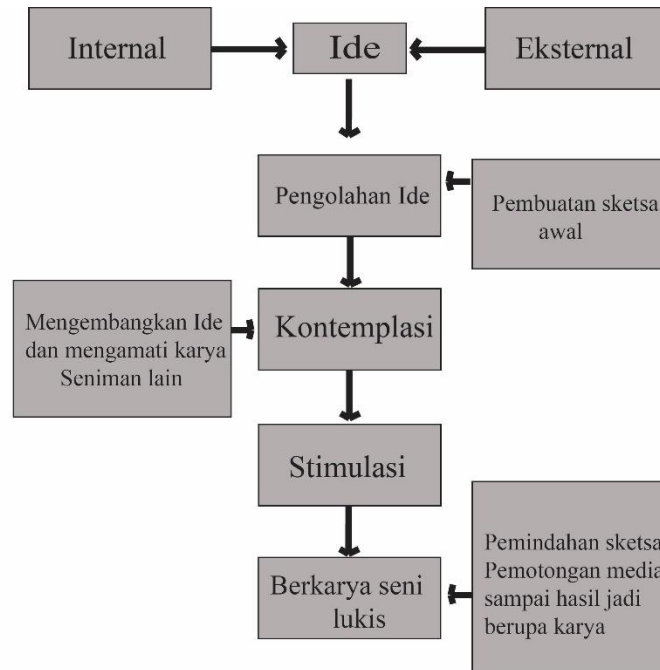 Internal
Ide
Eksternal
Pengolahan Ide
Pembuatan sketsa
awal
Mengembangkan Ide
dan mengamati karya
Seniman lain
Kontemplasi
Stimulasi
Berkarya seni
lukis
Pemindahan sketsa
Pemotongan media
sampai hasil jadi
berupa karya